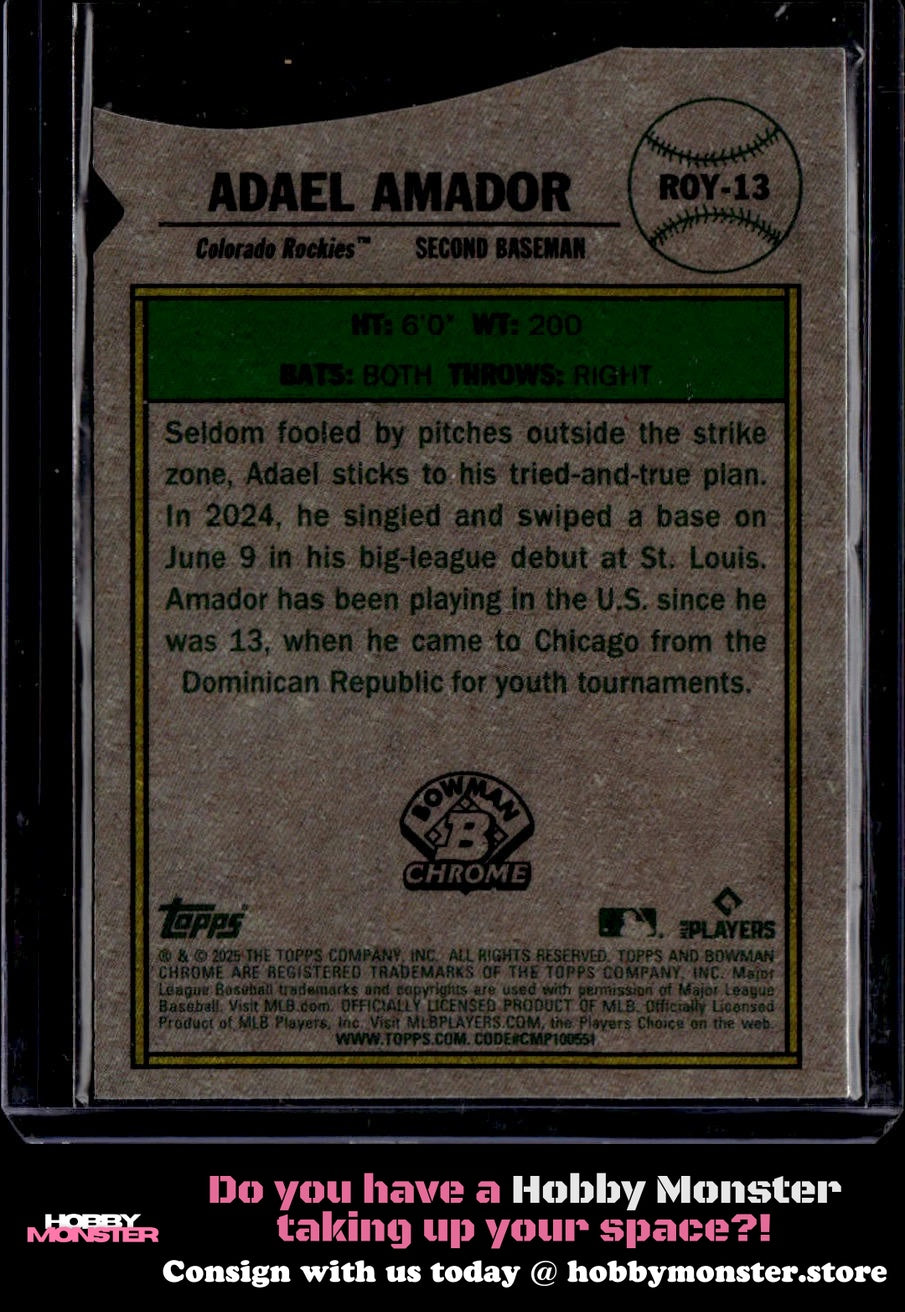 ADAEL AMADOR
ROY-13
Colorado Rockies™ SECOND BASEMAN
HT: 6'0" WT: 200
BATS: BOTH THROWS: RIGHT
Seldom fooled by pitches outside the strike
zone, Adael sticks to his tried-and-true plan.
In 2024, he singled and swiped a base on
June 9 in his big-league debut at St. Louis.
Amador has been playing in the U.S. since he
was 13, when he came to Chicago from the
Dominican Republic for youth tournaments.
BOWMAN
B
CHROME
Topps
MLB PLAYERS
® & © 2025 THE TOPPS COMPANY, INC. ALL RIGHTS RESERVED. TOPPS AND BOWMAN
CHROME ARE REGISTERED TRADEMARKS OF THE TOPPS COMPANY, INC. Major
League Baseball trademarks and copyrights are used with permission of Major League
Baseball. Visit MLB.com. OFFICIALLY LICENSED PRODUCT OF MLB. Officially Licensed
Product of MLB Players, Inc. Visit MLBPLAYERS.COM, the Players Choice on the web.
WWW.TOPPS.COM. CODE#CMP100551
Do you have a Hobby Monster
taking up your space?!
HOBBY
MONSTER
Consign with us today @ hobbymonster.store